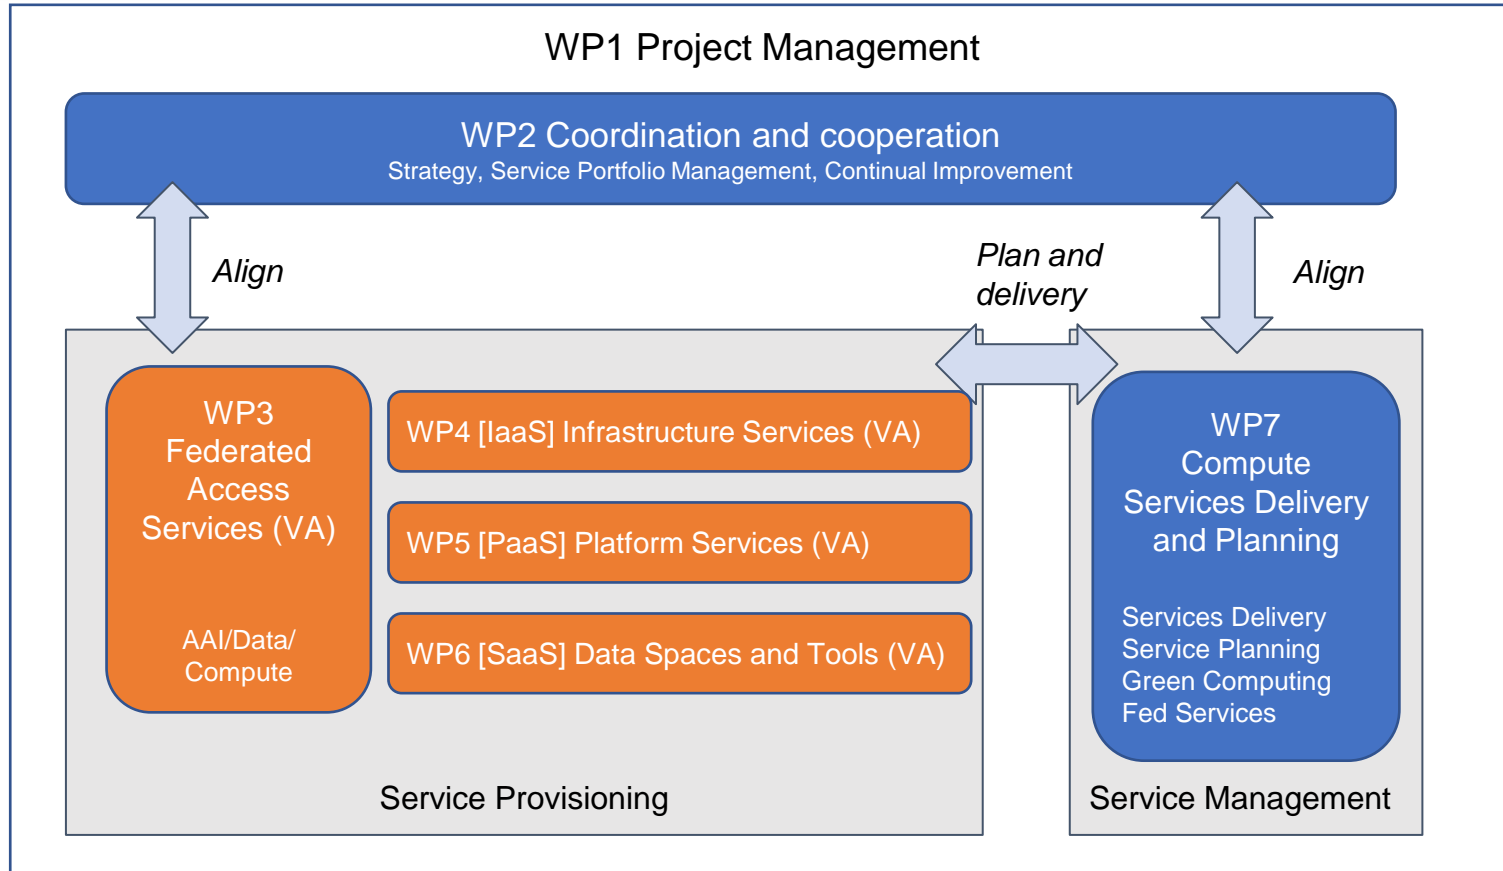 WP1 Project Management
WP2 Coordination and cooperation
Strategy, Service Portfolio Management, Continual Improvement
Align
Plan and
delivery
Align
WP3
Federated
Access
Services (VA)
AAI/Data/
Compute
WP4 [IaaS] Infrastructure Services (VA)
WP5 [PaaS] Platform Services (VA)
WP6 [SaaS] Data Spaces and Tools (VA)
Service Provisioning
WP7
Compute
Services Delivery
and Planning
Services Delivery
Service Planning
Green Computing
Fed Services
Service Management